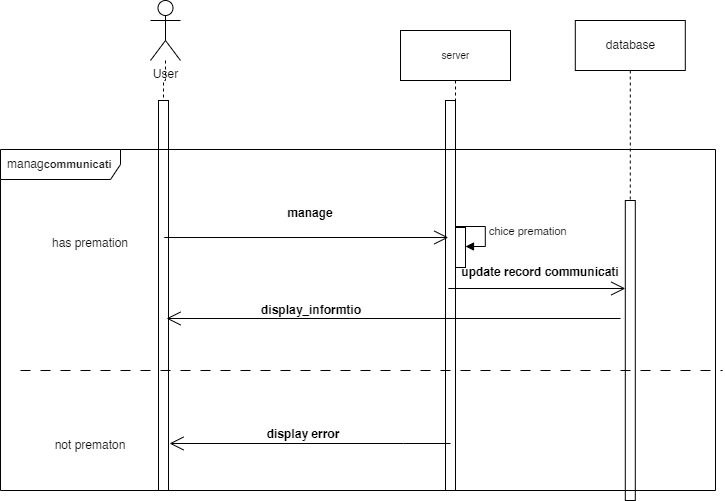 User
server
database
managcommunicati
manage
has premation
chice premation
update record communicati
display_informtio
display error
not prematon